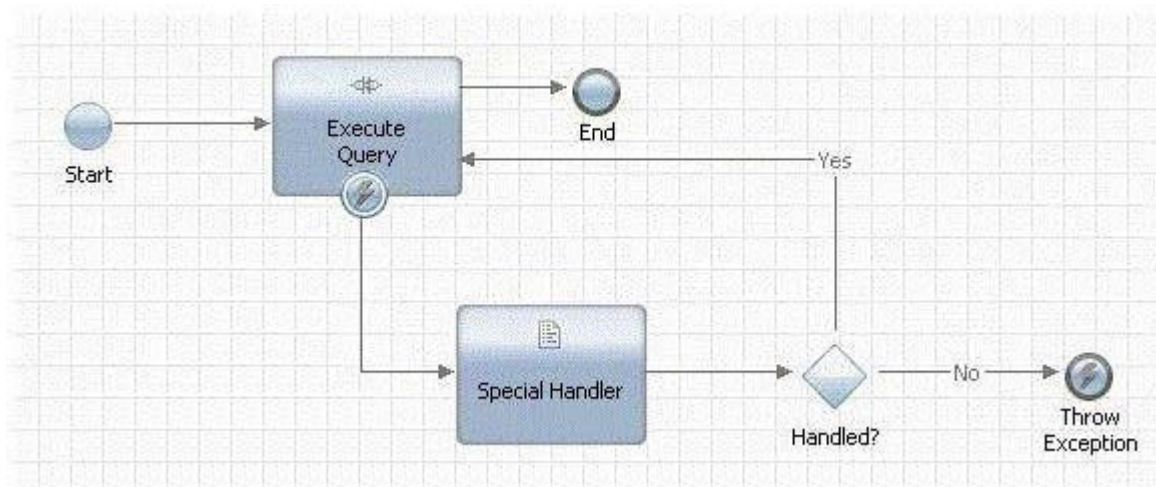 Start
Execute
Query
End
Yes
Special Handler
Handled?
No
Throw
Exception